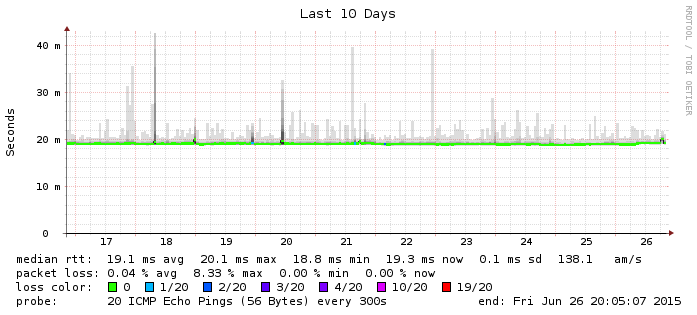 Last 10 Days
RRDTOOL / TOBI OETIKER
Seconds
40 m
30 m
20 m
10 m
0
17 18 19 20 21 22 23 24 25 26
median rtt: 19.1 ms avg 20.1 ms max 18.8 ms min 19.3 ms now 0.1 ms sd 138.1 am/s
packet loss: 0.04 % avg 8.33 % max 0.00 % min 0.00 % now
loss color: 0 1/20 2/20 3/20 4/20 10/20 19/20
probe: 20 ICMP Echo Pings (56 Bytes) every 300s end: Fri Jun 26 20:05:07 2015